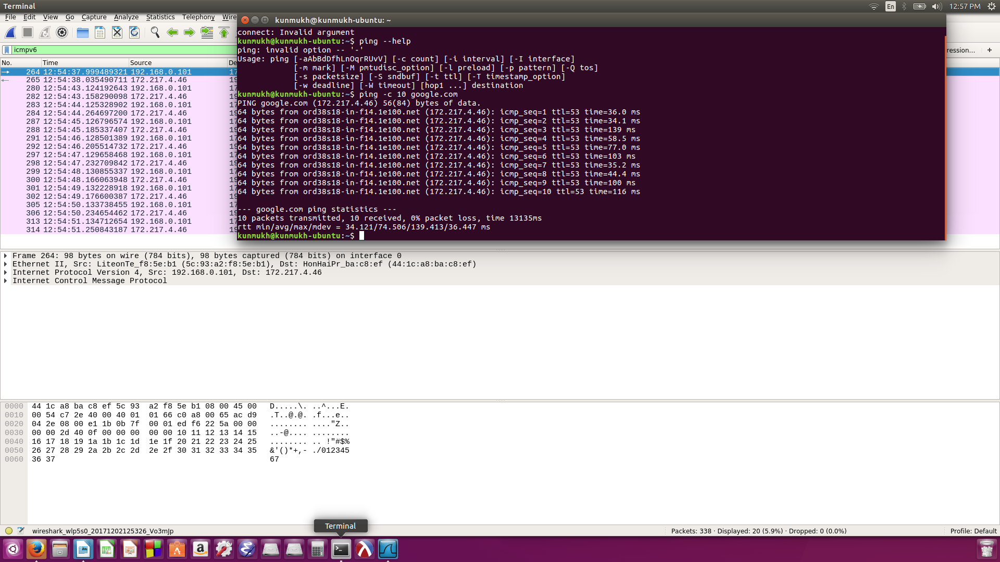 Terminal
En
12:57 PM
File Edit View Go Capture Analyze Statistics Telephony Wire
kunmukh@kunmukh-ubuntu: ~
icmpv6
ression... +
No. Time Source De
264 12:54:37.999489321 192.168.0.101 17
265 12:54:38.035490711 172.217.4.46 19
280 12:54:43.124192643 192.168.0.101 17
282 12:54:43.158290098 172.217.4.46 19
283 12:54:44.125328902 192.168.0.101 17
284 12:54:44.264697200 172.217.4.46 19
287 12:54:45.126796574 192.168.0.101 17
288 12:54:45.185337407 172.217.4.46 19
291 12:54:46.128501389 192.168.0.101 17
292 12:54:46.205514732 172.217.4.46 19
297 12:54:47.129658468 192.168.0.101 17
298 12:54:47.232709842 172.217.4.46 19
299 12:54:48.130855337 192.168.0.101 17
300 12:54:48.166063948 172.217.4.46 19
301 12:54:49.132228918 192.168.0.101 17
302 12:54:49.176600387 172.217.4.46 19
305 12:54:50.133738455 192.168.0.101 17
306 12:54:50.234654462 172.217.4.46 19
313 12:54:51.134712654 192.168.0.101 17
314 12:54:51.250843187 172.217.4.46 19
connect: Invalid argument
kunmukh@kunmukh-ubuntu:~$ ping --help
ping: invalid option -- '-'
Usage: ping [-aAbBdDfhLnOqrRUvV] [-c count] [-i interval] [-I interface]
[-m mark] [-M pmtudisc_option] [-l preload] [-p pattern] [-Q tos]
[-s packetsize] [-S sndbuf] [-t ttl] [-T timestamp_option]
[-w deadline] [-W timeout] [hop1 ...] destination
kunmukh@kunmukh-ubuntu:~$ ping -c 10 google.com
PING google.com (172.217.4.46) 56(84) bytes of data.
64 bytes from ord38s18-in-f14.1e100.net (172.217.4.46): icmp_seq=1 ttl=53 time=36.0 ms
64 bytes from ord38s18-in-f14.1e100.net (172.217.4.46): icmp_seq=2 ttl=53 time=34.1 ms
64 bytes from ord38s18-in-f14.1e100.net (172.217.4.46): icmp_seq=3 ttl=53 time=139 ms
64 bytes from ord38s18-in-f14.1e100.net (172.217.4.46): icmp_seq=4 ttl=53 time=58.5 ms
64 bytes from ord38s18-in-f14.1e100.net (172.217.4.46): icmp_seq=5 ttl=53 time=77.0 ms
64 bytes from ord38s18-in-f14.1e100.net (172.217.4.46): icmp_seq=6 ttl=53 time=103 ms
64 bytes from ord38s18-in-f14.1e100.net (172.217.4.46): icmp_seq=7 ttl=53 time=35.2 ms
64 bytes from ord38s18-in-f14.1e100.net (172.217.4.46): icmp_seq=8 ttl=53 time=44.4 ms
64 bytes from ord38s18-in-f14.1e100.net (172.217.4.46): icmp_seq=9 ttl=53 time=100 ms
64 bytes from ord38s18-in-f14.1e100.net (172.217.4.46): icmp_seq=10 ttl=53 time=116 ms
--- google.com ping statistics ---
10 packets transmitted, 10 received, 0% packet loss, time 13135ms
rtt min/avg/max/mdev = 34.121/74.506/139.413/36.447 ms
kunmukh@kunmukh-ubuntu:~$
Frame 264: 98 bytes on wire (784 bits), 98 bytes captured (784 bits) on interface 0
Ethernet II, Src: LiteonTe_f8:5e:b1 (5c:93:a2:f8:5e:b1), Dst: HonHaiPr_ba:c8:ef (44:1c:a8:ba:c8:ef)
Internet Protocol Version 4, Src: 192.168.0.101, Dst: 172.217.4.46
Internet Control Message Protocol
0000 44 1c a8 ba c8 ef 5c 93 a2 f8 5e b1 08 00 45 00 D.....\. ..^...E.
0010 00 54 c7 2e 40 00 40 01 01 66 c0 a8 00 65 ac d9 .T..@.@. .f...e..
0020 04 2e 08 00 e1 1b 0b 7f 00 01 ed f6 22 5a 00 00 ........ ...."Z..
0030 00 00 2d 40 0f 00 00 00 00 00 10 11 12 13 14 15 ..-@.... ........
0040 16 17 18 19 1a 1b 1c 1d 1e 1f 20 21 22 23 24 25 ........ .. !"#$%
0050 26 27 28 29 2a 2b 2c 2d 2e 2f 30 31 32 33 34 35 &'()*+,- ./012345
0060 36 37 67
Terminal
wireshark_wlp5s0_20171202125326_Vo3mJp
Packets: 338 · Displayed: 20 (5.9%) · Dropped: 0 (0.0%)
Profile: Default